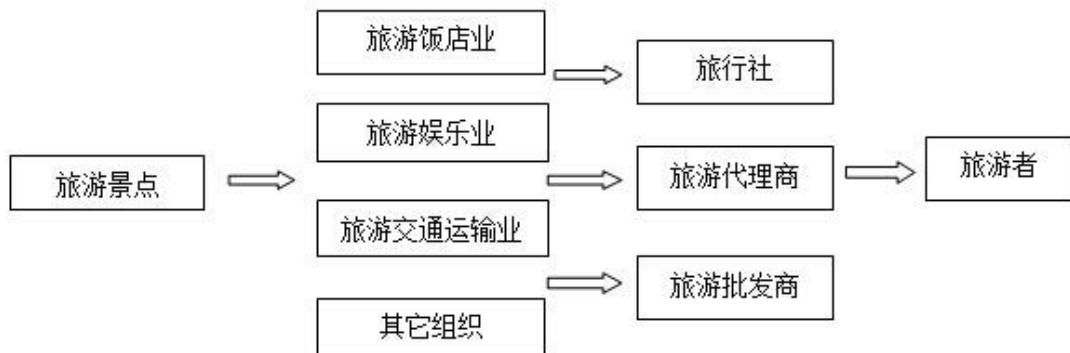 旅游饭店业
旅行社
旅游娱乐业
旅游景点
旅游代理商
旅游者
旅游交通运输业
旅游批发商
其它组织